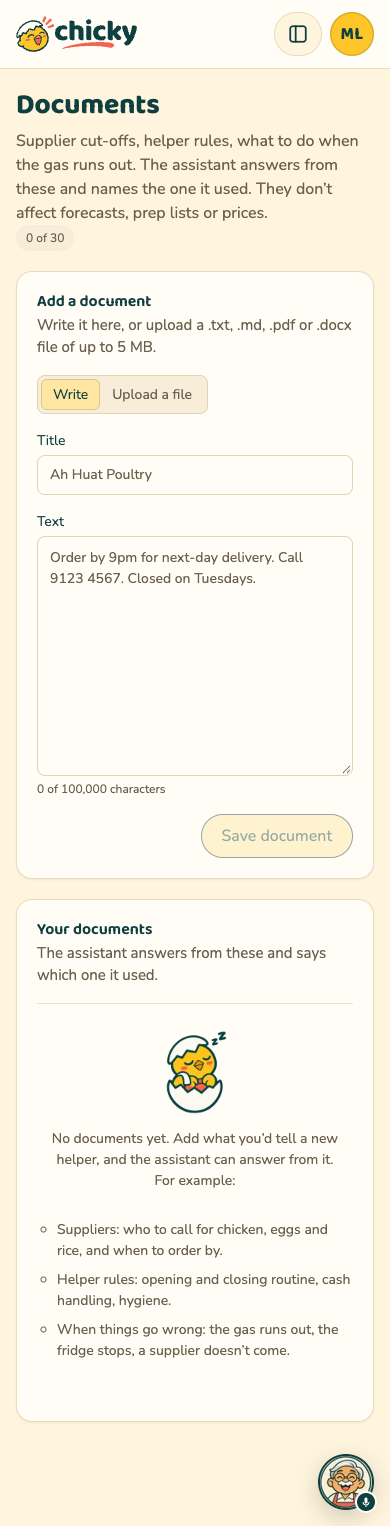 chicky
ML
Documents
Supplier cut-offs, helper rules, what to do when
the gas runs out. The assistant answers from
these and names the one it used. They don’t
affect forecasts, prep lists or prices.
0 of 30
Add a document
Write it here, or upload a .txt, .md, .pdf or .docx
file of up to 5 MB.
Write
Upload a file
Title
Ah Huat Poultry
Text
Order by 9pm for next-day delivery. Call
9123 4567. Closed on Tuesdays.
0 of 100,000 characters
Save document
Your documents
The assistant answers from these and says
which one it used.
z z
No documents yet. Add what you’d tell a new
helper, and the assistant can answer from it.
For example:
Suppliers: who to call for chicken, eggs and
rice, and when to order by.
Helper rules: opening and closing routine, cash
handling, hygiene.
When things go wrong: the gas runs out, the
fridge stops, a supplier doesn’t come.